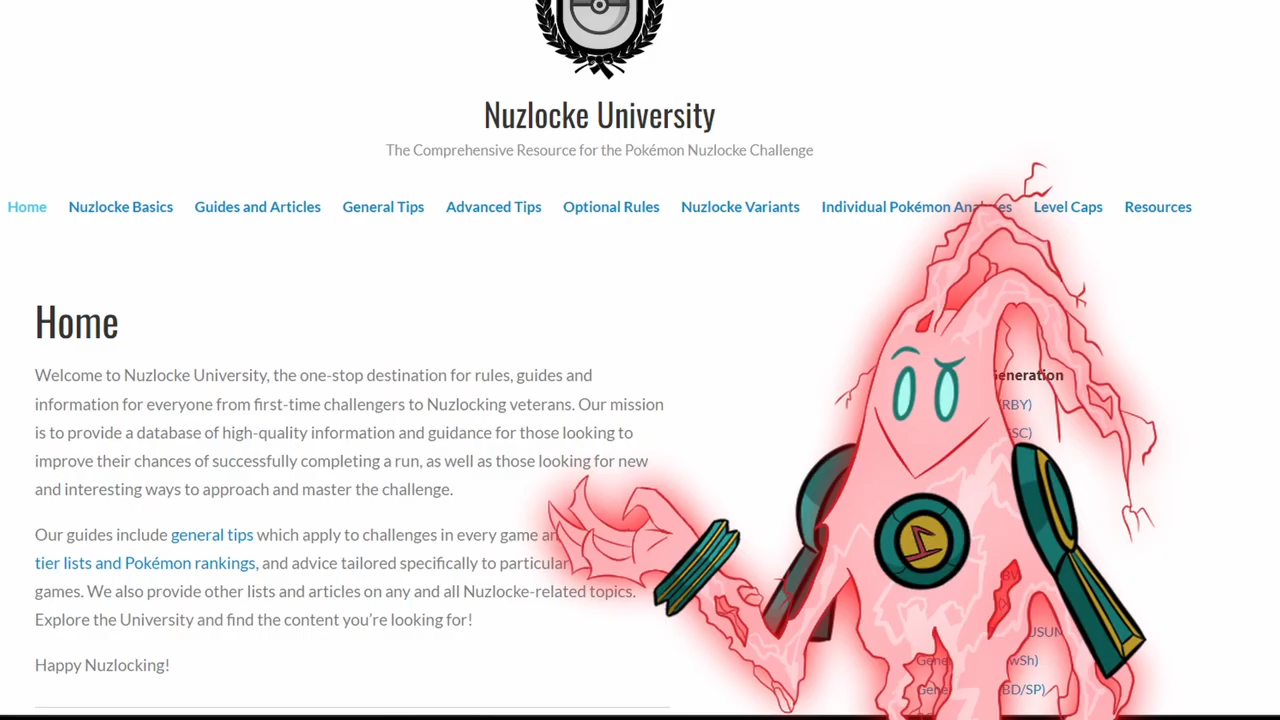 Nuzlocke University
The Comprehensive Resource for the Pokémon Nuzlocke Challenge
Home Nuzlocke Basics Guides and Articles General Tips Advanced Tips Optional Rules Nuzlocke Variants Individual Pokémon Level Caps Resources
Home
Welcome to Nuzlocke University, the one-stop destination for rules, guides and
information for everyone from first-time challengers to Nuzlocking veterans. Our mission
is to provide a database of high-quality information and guidance for those looking to
improve their chances of successfully completing a run, as well as those looking for new
and interesting ways to approach and master the challenge.
Our guides include general tips which apply to challenges in every game
tier lists and Pokémon rankings, and advice tailored specifically to particular
games. We also provide other lists and articles on any and all Nuzlocke-related topics.
Explore the University and find the content you're looking for!
Happy Nuzlocking!
Generation
(RBY)
USUM
wSh)
(BD/SP)